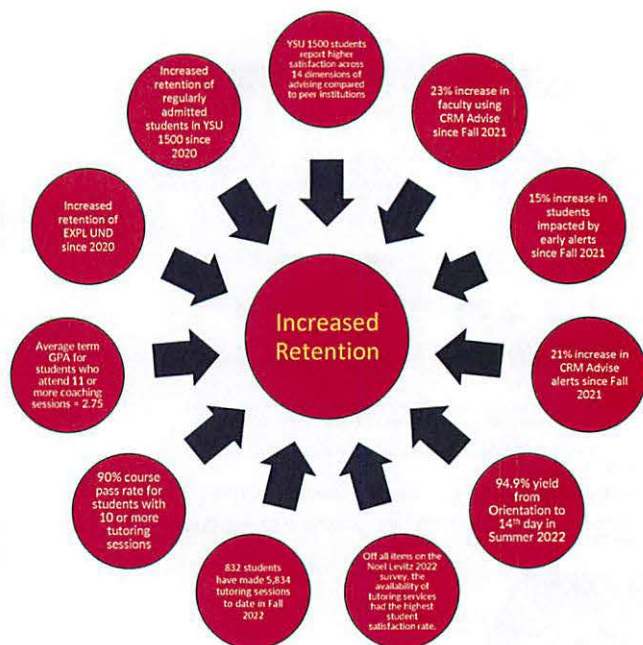 YSU 1500 students
report higher
satisfaction across
14 dimensions of
advising compared to
peer institutions
23% increase in
faculty using
CRM Advise
since Fall 2021
15% increase in
students
impacted by
early alerts
since Fall 2021
21% increase in
CRM Advise
alerts since Fall
2021
94.9% yield
from
Orientation to
14th day in
Summer 2022
Off all items on the
Noel Levitz 2022
survey, the
availability of
tutoring services
had the highest
student
satisfaction rate.
832 students
have made 5,834
tutoring sessions
to date in Fall
2022
90% course
pass rate for
students with
10 or more
tutoring
sessions
Average term
GPA for
students who
attend 11 or
more coaching
sessions = 2.75
Increased
retention of
EXPL UND
since 2020
Increased
retention of
regularly
admitted
students in YSU
1500 since
2020
Increased
Retention